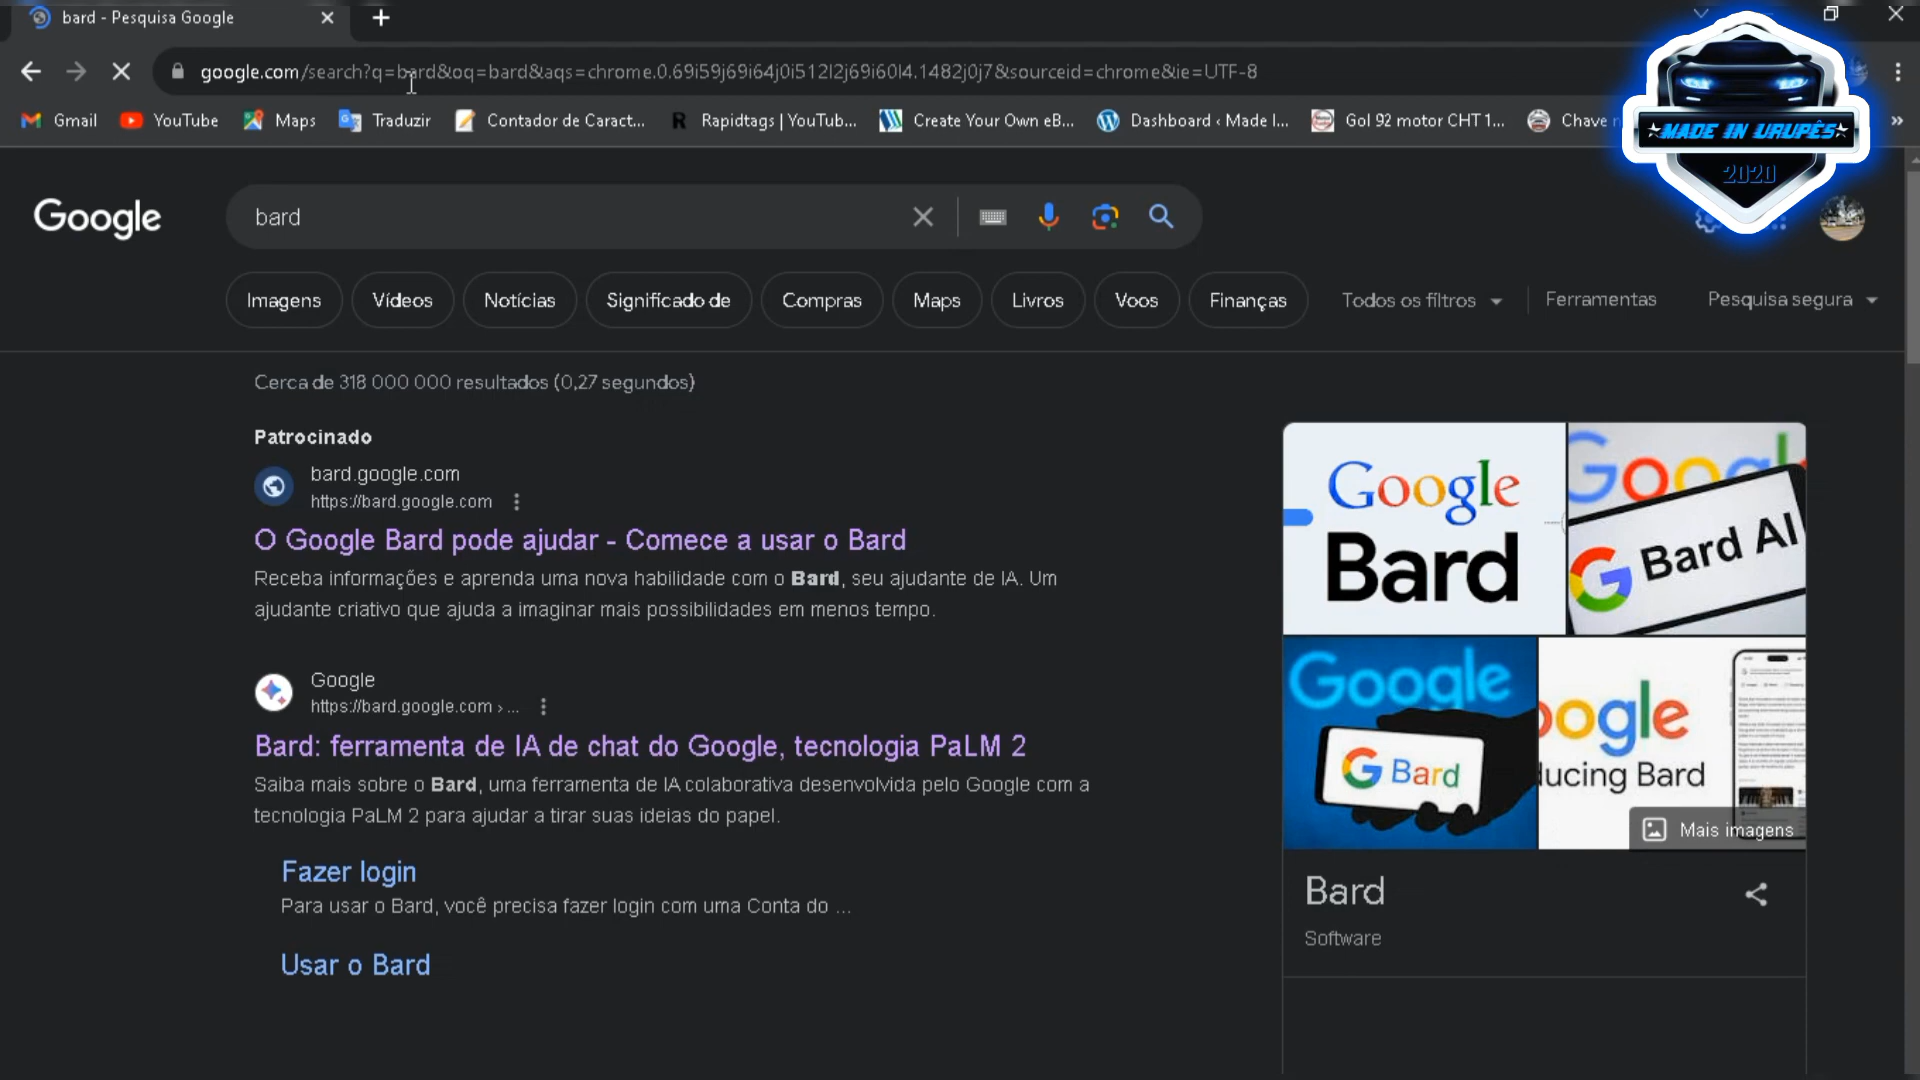 bard - Pesquisa Google
google.com/search?q=bard&oq=bard&aqs=chrome.0.69i59j69i64j0i512l2j69i60l4.1482j0j7&sourceid=chrome&ie=UTF-8
Gmail YouTube Maps Traduzir Contador de Caract... Rapidtags | YouTub... Create Your Own eB... Dashboard ‹ Made I... Gol 92 motor CHT 1... Chave
MADE IN URUPÊS
2020
Google
bard
Imagens Vídeos Notícias Significado de Compras Maps Livros Voos Finanças Todos os filtros Ferramentas Pesquisa segura
Cerca de 318 000 000 resultados (0,27 segundos)
Patrocinado
bard.google.com
https://bard.google.com
O Google Bard pode ajudar - Comece a usar o Bard
Receba informações e aprenda uma nova habilidade com o Bard, seu ajudante de IA. Um
ajudante criativo que ajuda a imaginar mais possibilidades em menos tempo.
Google
https://bard.google.com › ...
Bard: ferramenta de IA de chat do Google, tecnologia PaLM 2
Saiba mais sobre o Bard, uma ferramenta de IA colaborativa desenvolvida pelo Google com a
tecnologia PaLM 2 para ajudar a tirar suas ideias do papel.
Fazer login
Para usar o Bard, você precisa fazer login com uma Conta do ...
Usar o Bard
Google
Bard
Bard AI
Google
Bard
oogle
ducing Bard
Mais imagens
Bard
Software